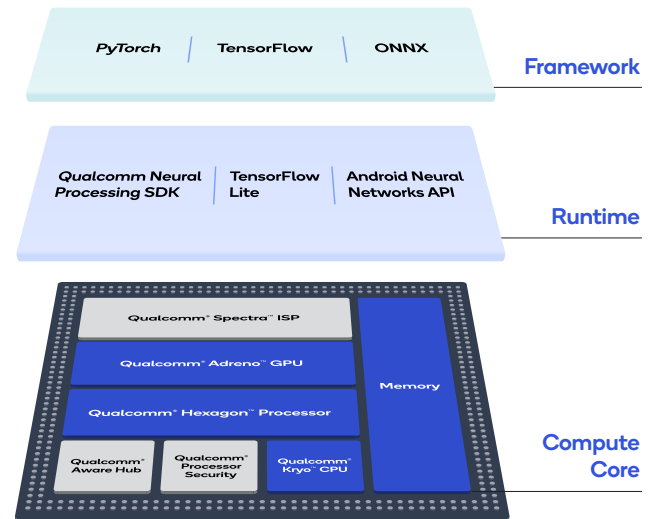 PyTorch
TensorFlow
ONNX
Framework
Qualcomm Neural
Processing SDK
TensorFlow
Lite
Android Neural
Networks API
Runtime
Qualcomm® Spectra™ ISP
Qualcomm® Adreno™ GPU
Qualcomm® Hexagon™ Processor
Memory
Qualcomm®
Aware Hub
Qualcomm®
Processor
Security
Qualcomm®
Kryo™ CPU
Compute
Core